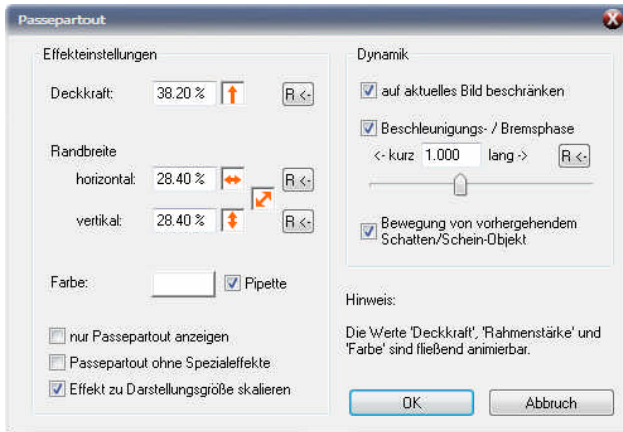 Passepartout
Effekteinstellungen
Deckkraft: 38.20 % R <-
Randbreite
horizontal: 28.40 % R <-
vertikal: 28.40 % R <-
Farbe: Pipette
nur Passepartout anzeigen
Passepartout ohne Spezialeffekte
Effekt zu Darstellungsgröße skalieren
Dynamik
auf aktuelles Bild beschränken
Beschleunigungs- / Bremsphase
<- kurz 1.000 lang -> R <-
Bewegung von vorhergehendem
Schatten/Schein-Objekt
Hinweis:
Die Werte 'Deckkraft', 'Rahmenstärke' und
'Farbe' sind fließend animierbar.
OK Abbruch